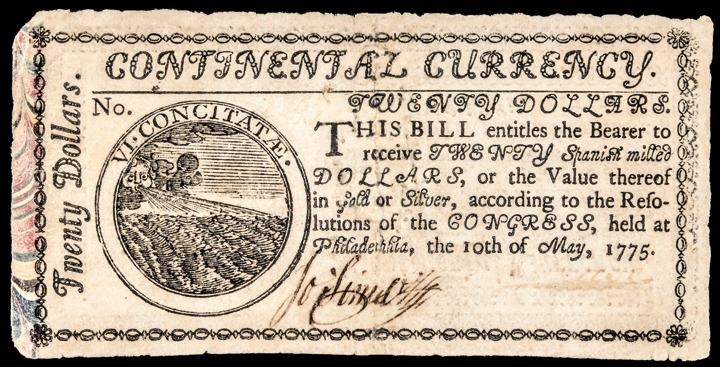 CONTINENTAL CURRENCY.
Twenty Dollars.
No.
VI·CONCITATÆ.
TWENTY DOLLARS.
THIS BILL entitles the Bearer to
receive TWENTY Spanish milled
DOLLARS, or the Value thereof
in Gold or Silver, according to the Reso-
lutions of the CONGRESS, held at
Philadelphia, the 10th of May, 1775.